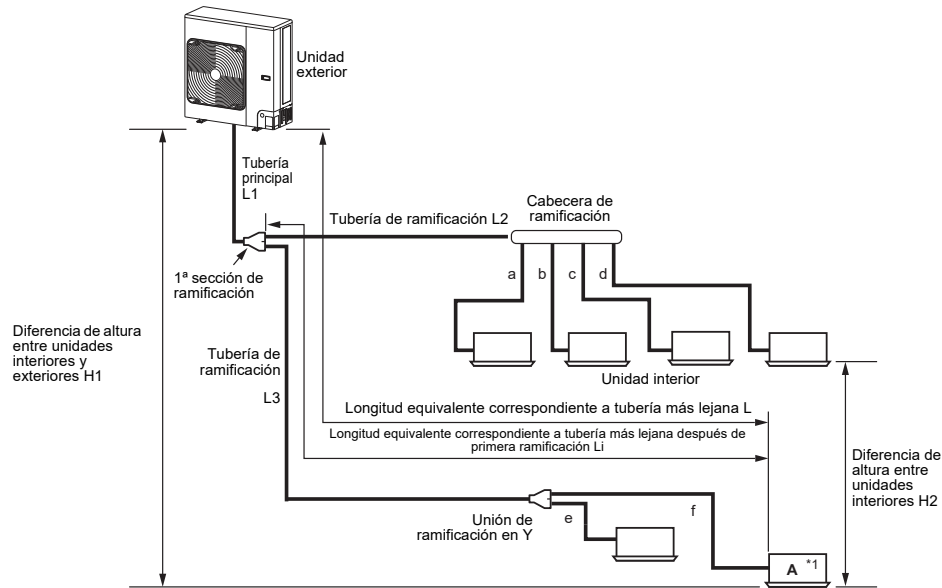 Unidad
exterior
Tubería
principal
L1
Tubería de ramificación L2
Cabecera de
ramificación
a
b
c
d
1ª sección de
ramificación
Diferencia de altura
entre unidades
interiores y
exteriores H1
Tubería de
ramificación
L3
Unidad interior
Longitud equivalente correspondiente a tubería más lejana L
Longitud equivalente correspondiente a tubería más lejana después de
primera ramificación Li
Diferencia de
altura entre
unidades
interiores H2
Unión de
ramificación en Y
e
f
A *1